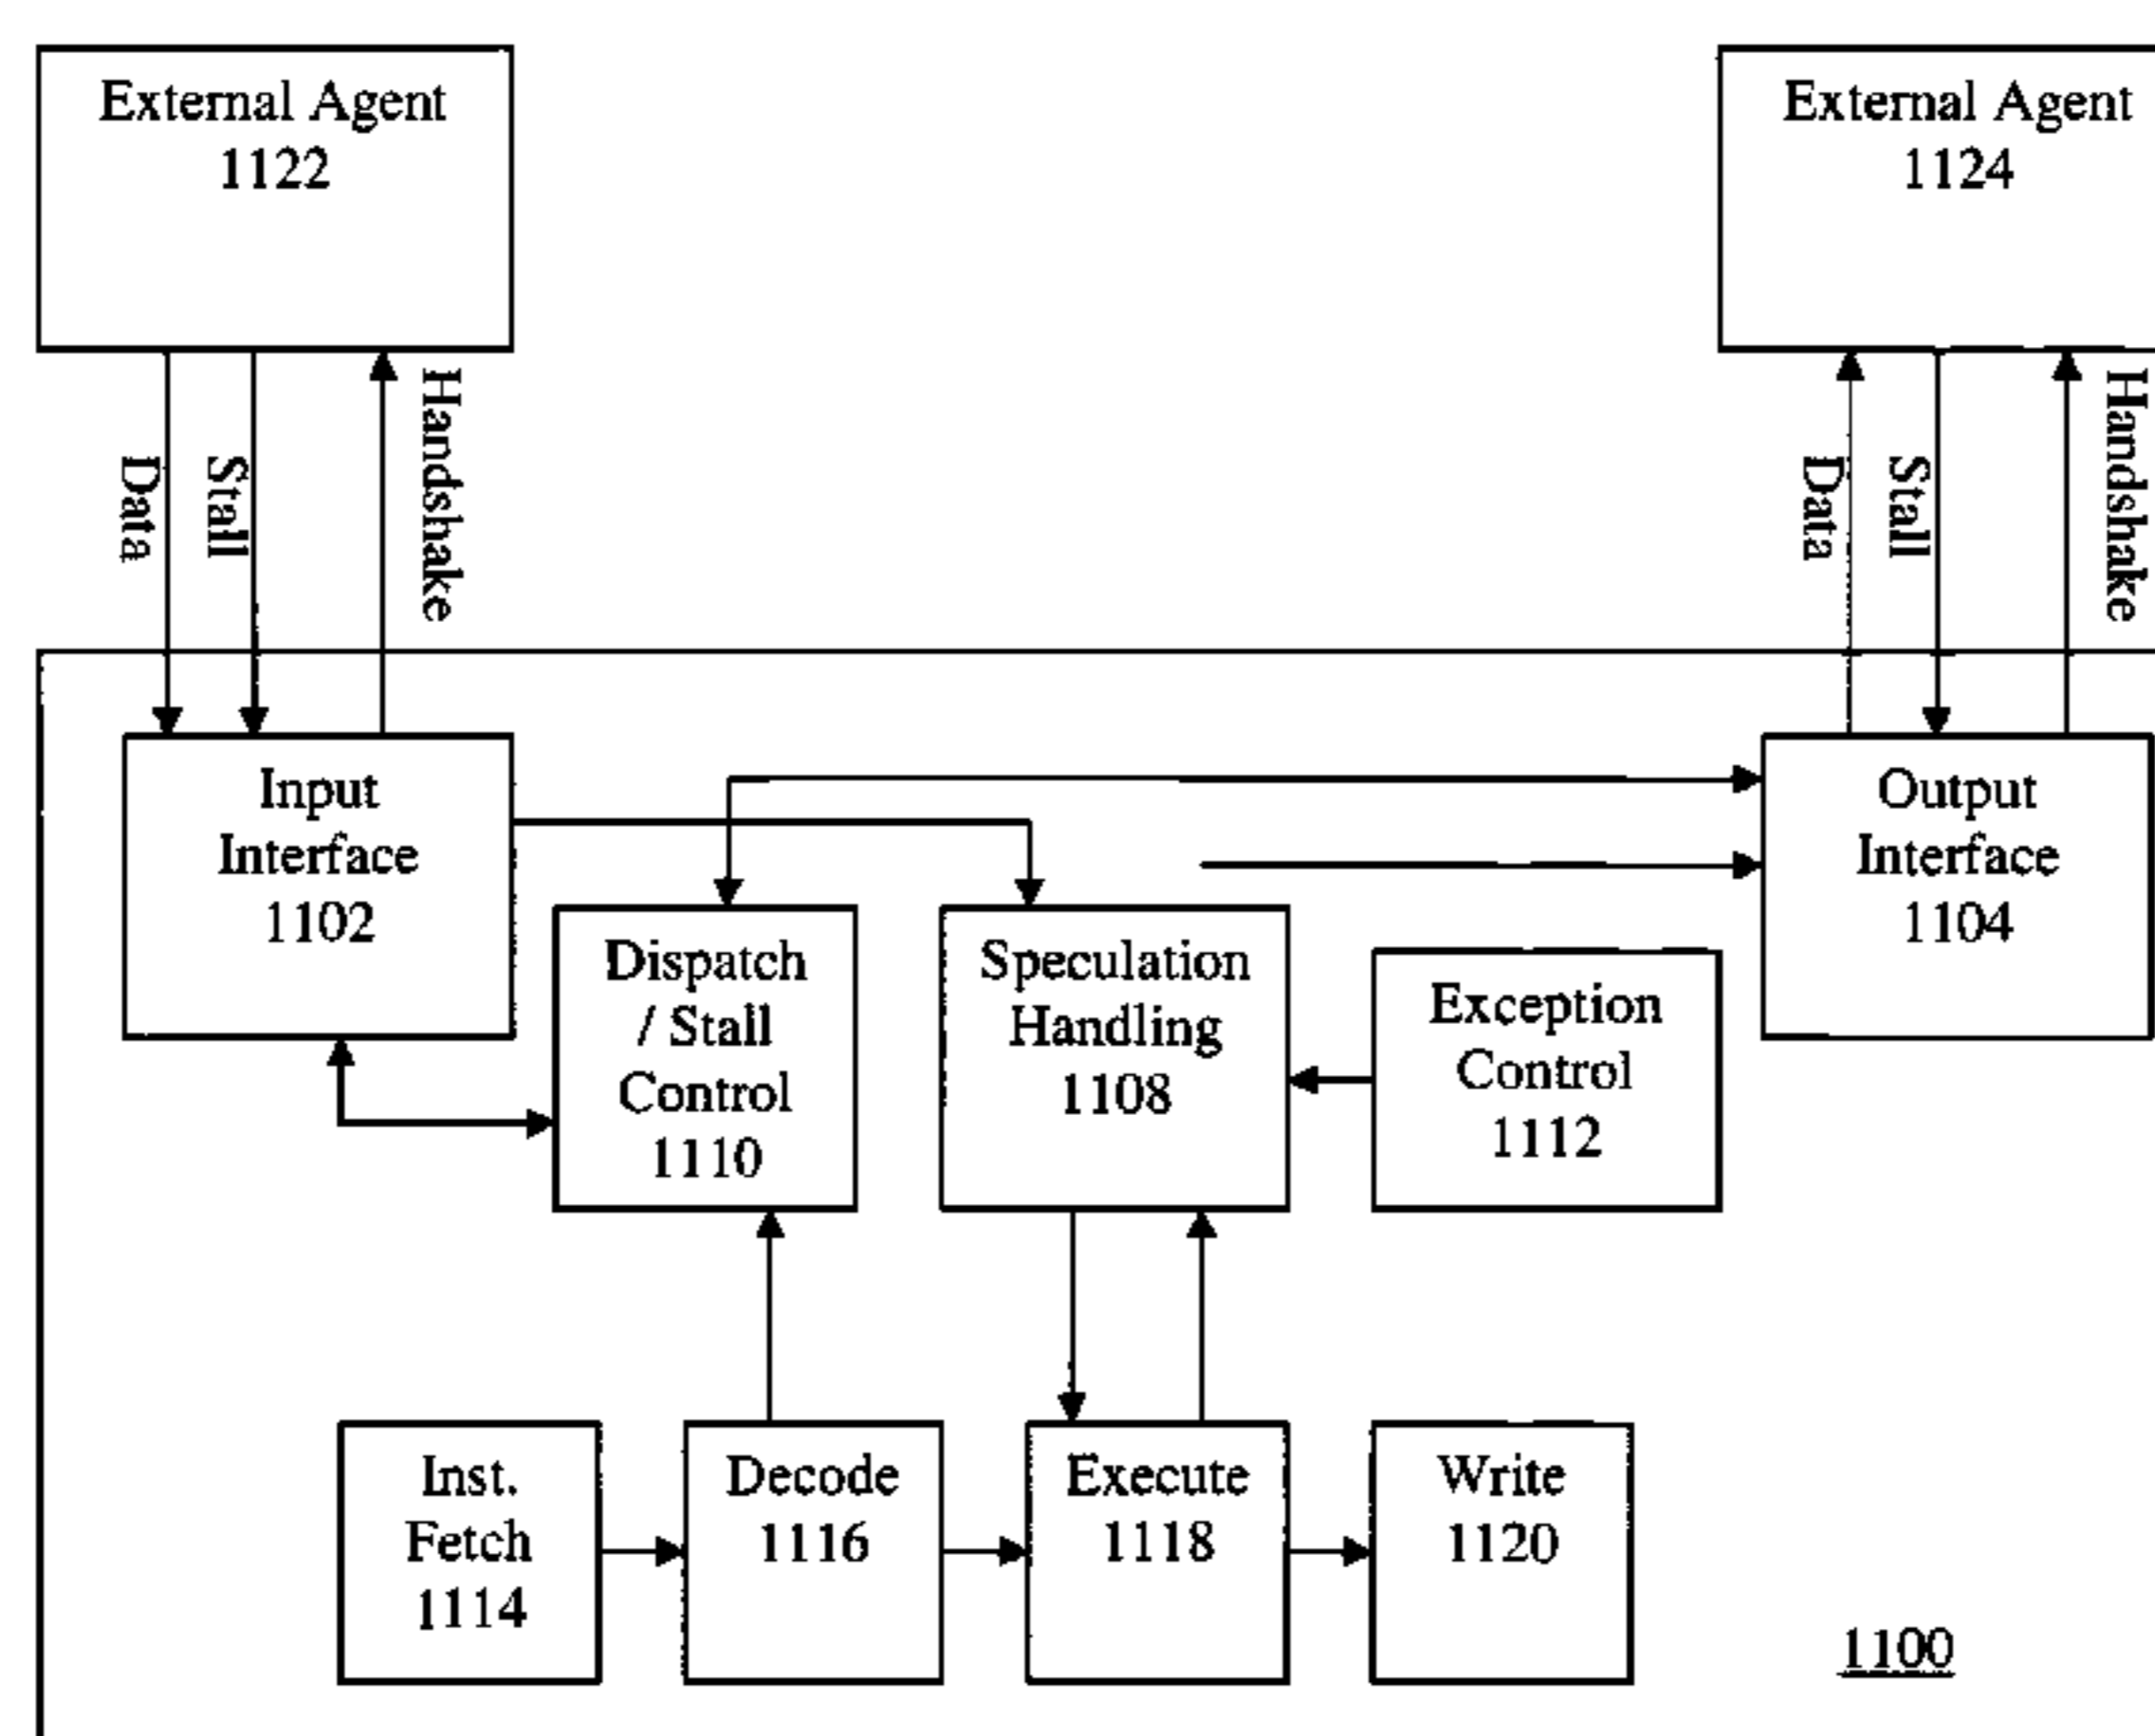 External Agent
1122
External Agent
1124
Data
Stall
Handshake
Data
Stall
Handshake
Input
Interface
1102
Output
Interface
1104
Dispatch
/ Stall
Control
1110
Speculation
Handling
1108
Exception
Control
1112
Inst.
Fetch
1114
Decode
1116
Execute
1118
Write
1120
1100